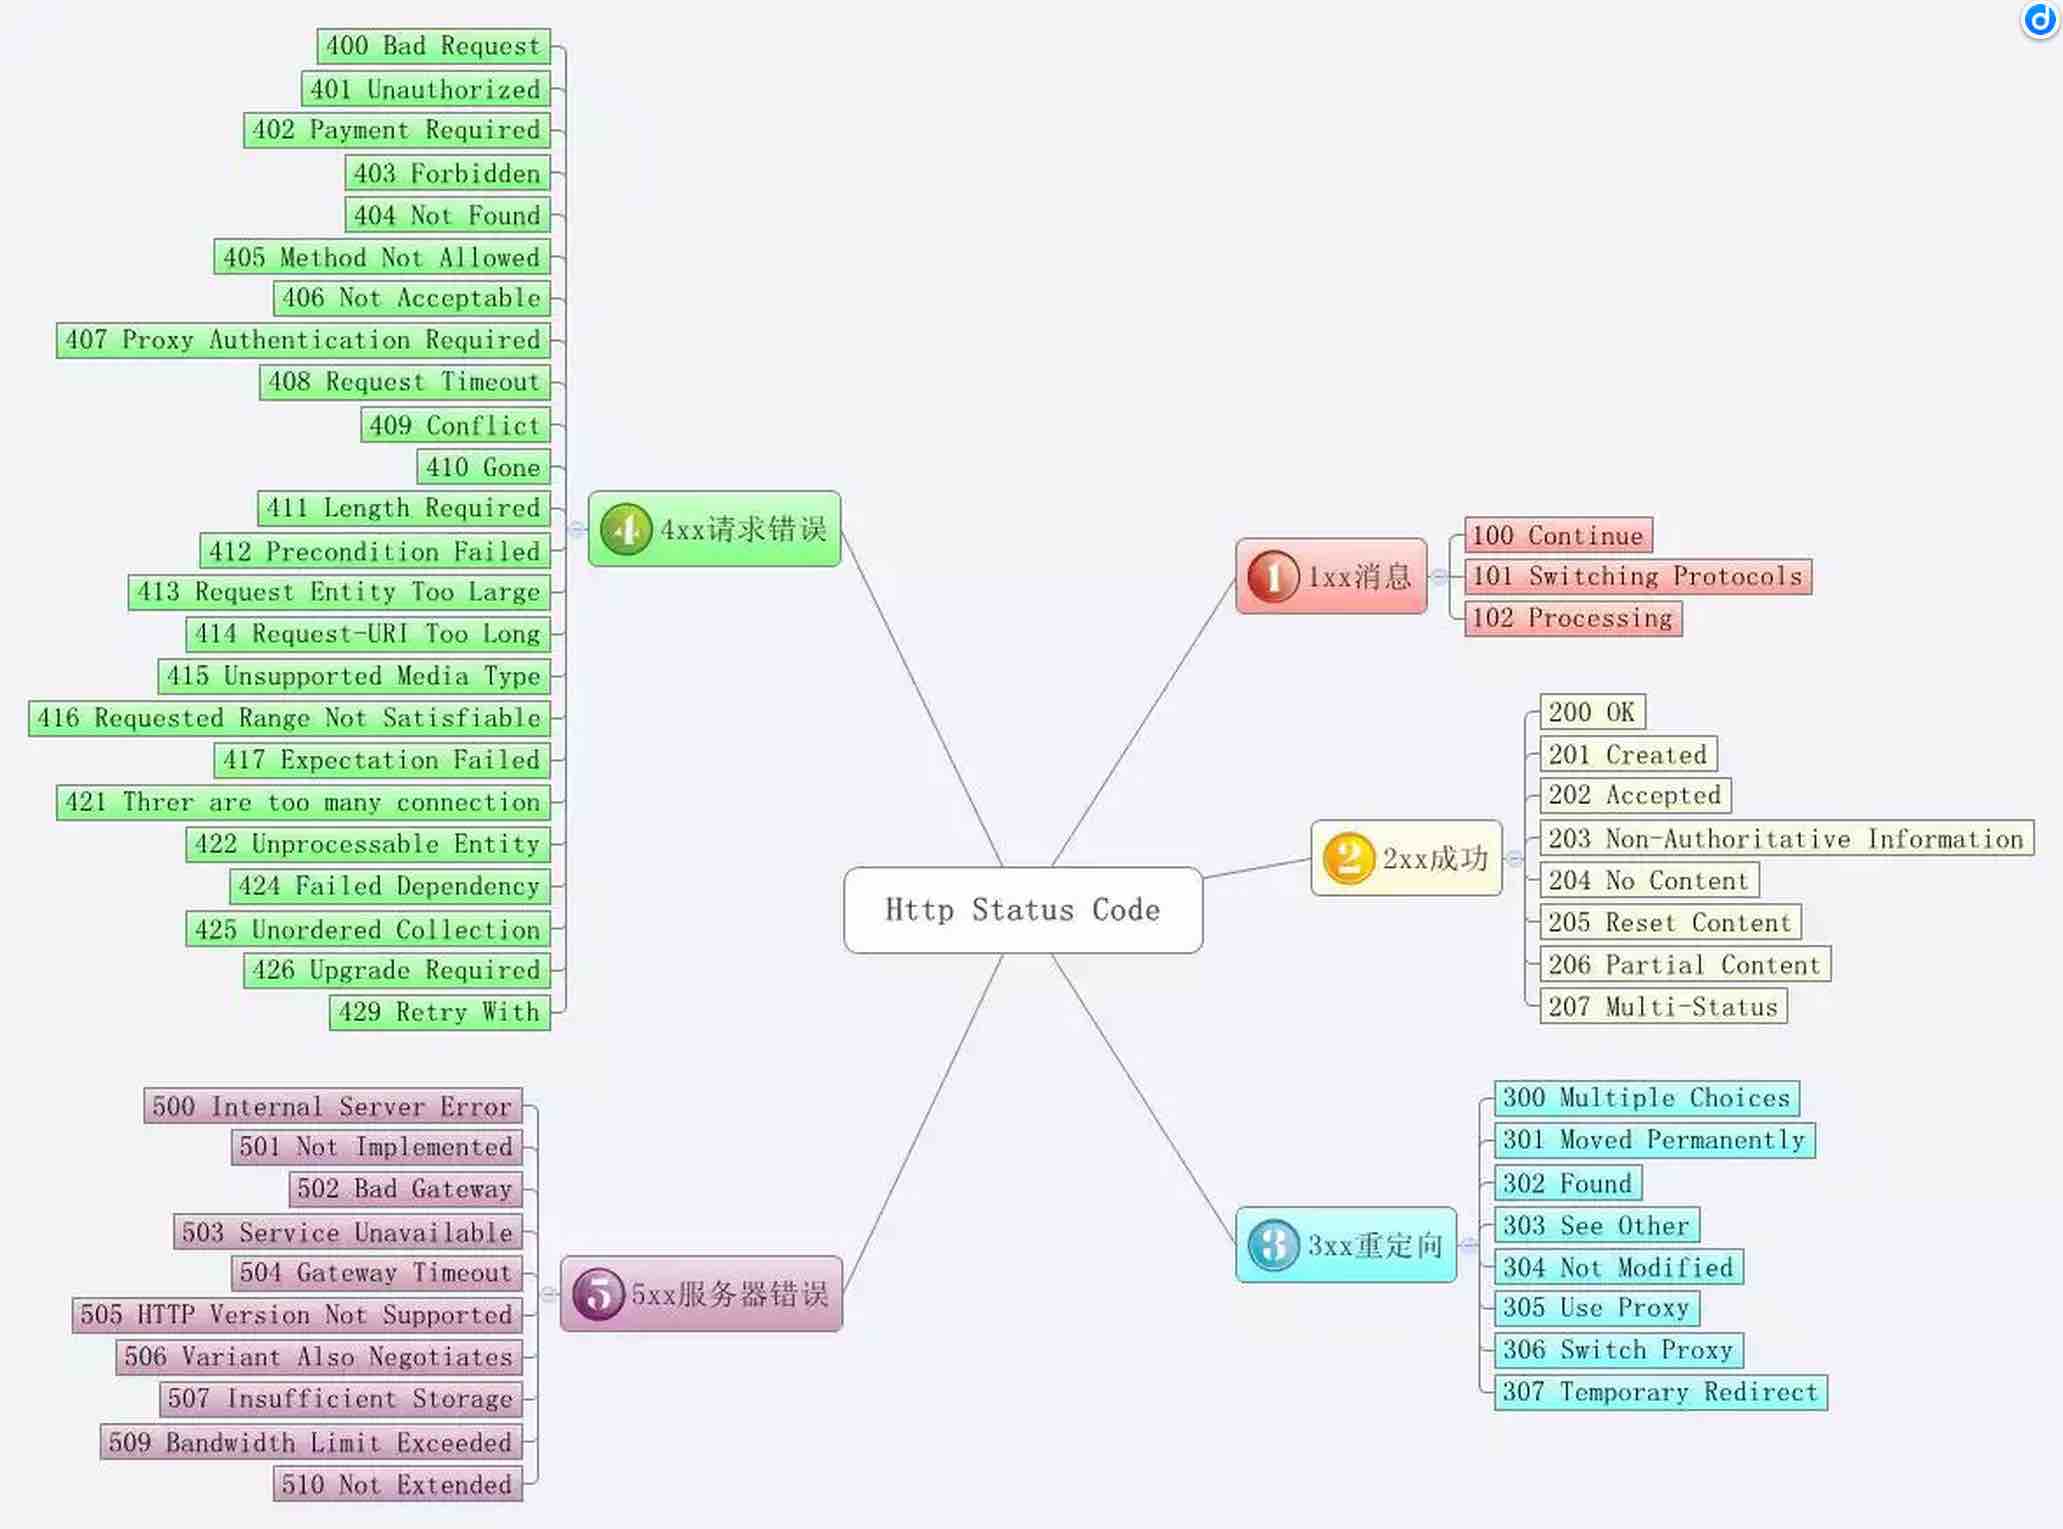 400 Bad Request
401 Unauthorized
402 Payment Required
403 Forbidden
404 Not Found
405 Method Not Allowed
406 Not Acceptable
407 Proxy Authentication Required
408 Request Timeout
409 Conflict
410 Gone
411 Length Required
412 Precondition Failed
413 Request Entity Too Large
414 Request-URI Too Long
415 Unsupported Media Type
416 Requested Range Not Satisfiable
417 Expectation Failed
421 Threr are too many connection
422 Unprocessable Entity
424 Failed Dependency
425 Unordered Collection
426 Upgrade Required
429 Retry With
4 4xx请求错误
500 Internal Server Error
501 Not Implemented
502 Bad Gateway
503 Service Unavailable
504 Gateway Timeout
505 HTTP Version Not Supported
506 Variant Also Negotiates
507 Insufficient Storage
509 Bandwidth Limit Exceeded
510 Not Extended
5 5xx服务器错误
Http Status Code
1 1xx消息
100 Continue
101 Switching Protocols
102 Processing
2 2xx成功
200 OK
201 Created
202 Accepted
203 Non-Authoritative Information
204 No Content
205 Reset Content
206 Partial Content
207 Multi-Status
3 3xx重定向
300 Multiple Choices
301 Moved Permanently
302 Found
303 See Other
304 Not Modified
305 Use Proxy
306 Switch Proxy
307 Temporary Redirect
d